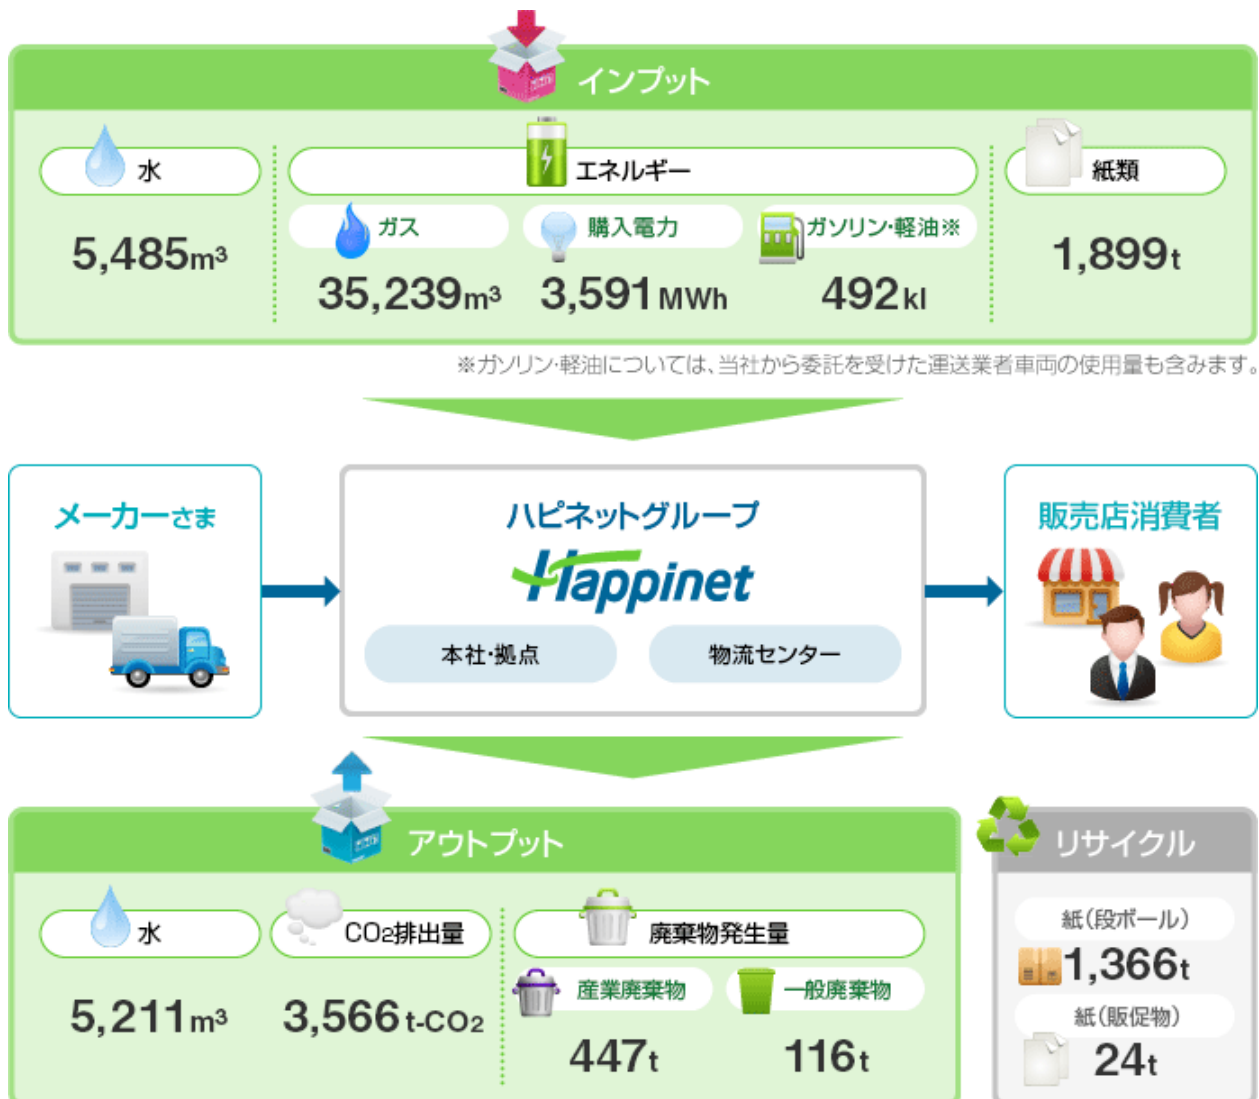 インプット
水
エネルギー
紙類
ガス
購入電力
ガソリン・軽油※
5,485m³
35,239m³
3,591MWh
492kl
1,899t
※ガソリン・軽油については、当社から委託を受けた運送業者車両の使用量も含みます。
メーカーさま
ハピネットグループ
Happinet
本社・拠点
物流センター
販売店消費者
アウトプット
水
CO2排出量
廃棄物発生量
産業廃棄物
一般廃棄物
5,211m³
3,566t-CO2
447t
116t
リサイクル
紙(段ボール)
1,366t
紙(販促物)
24t